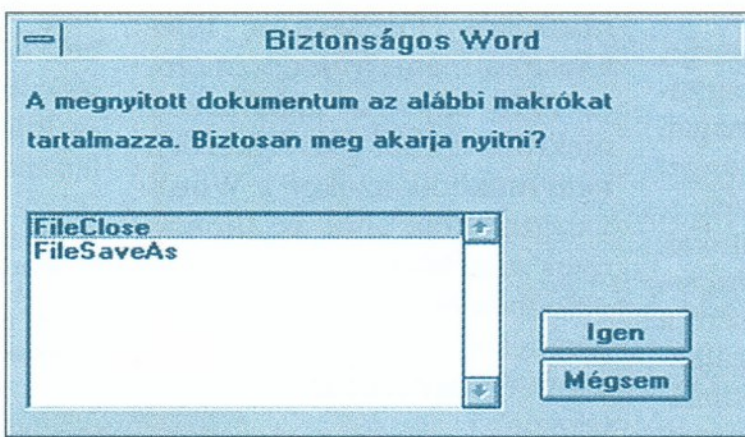 Biztonságos Word
A megnyitott dokumentum az alábbi makrókat
tartalmazza. Biztosan meg akarja nyitni?
FileClose
FileSaveAs
Igen
Mégsem